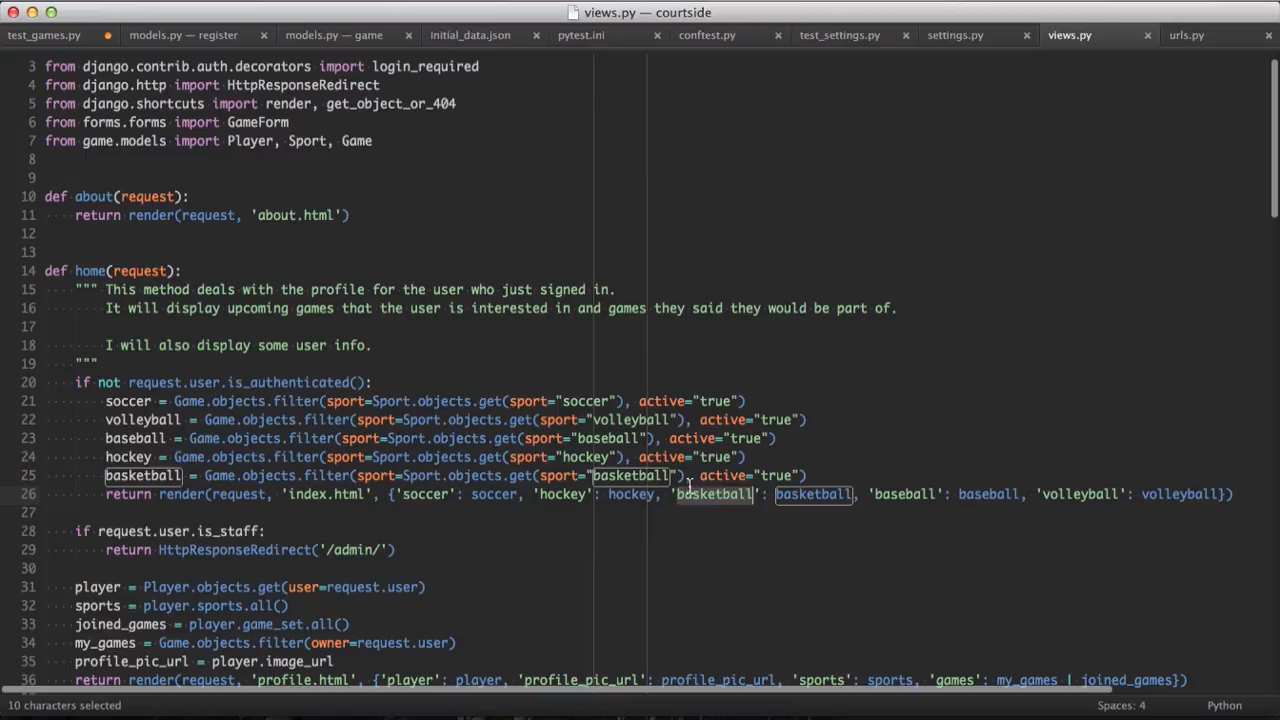 views.py — courtside
test_games.py models.py — register models.py — game initial_data.json pytest.ini conftest.py test_settings.py settings.py views.py urls.py
3 from django.contrib.auth.decorators import login_required
4 from django.http import HttpResponseRedirect
5 from django.shortcuts import render, get_object_or_404
6 from forms.forms import GameForm
7 from game.models import Player, Sport, Game
8
9
10 def about(request):
11 return render(request, 'about.html')
12
13
14 def home(request):
15 """ This method deals with the profile for the user who just signed in.
16 It will display upcoming games that the user is interested in and games they said they would be part of.
17
18 I will also display some user info.
19 """
20 if not request.user.is_authenticated():
21 soccer = Game.objects.filter(sport=Sport.objects.get(sport="soccer"), active="true")
22 volleyball = Game.objects.filter(sport=Sport.objects.get(sport="volleyball"), active="true")
23 baseball = Game.objects.filter(sport=Sport.objects.get(sport="baseball"), active="true")
24 hockey = Game.objects.filter(sport=Sport.objects.get(sport="hockey"), active="true")
25 basketball = Game.objects.filter(sport=Sport.objects.get(sport="basketball"), active="true")
26 return render(request, 'index.html', {'soccer': soccer, 'hockey': hockey, 'basketball': basketball, 'baseball': baseball, 'volleyball': volleyball})
27
28 if request.user.is_staff:
29 return HttpResponseRedirect('/admin/')
30
31 player = Player.objects.get(user=request.user)
32 sports = player.sports.all()
33 joined_games = player.game_set.all()
34 my_games = Game.objects.filter(owner=request.user)
35 profile_pic_url = player.image_url
36 return render(request, 'profile.html', {'player': player, 'profile_pic_url': profile_pic_url, 'sports': sports, 'games': my_games | joined_games})
10 characters selected Spaces: 4 Python